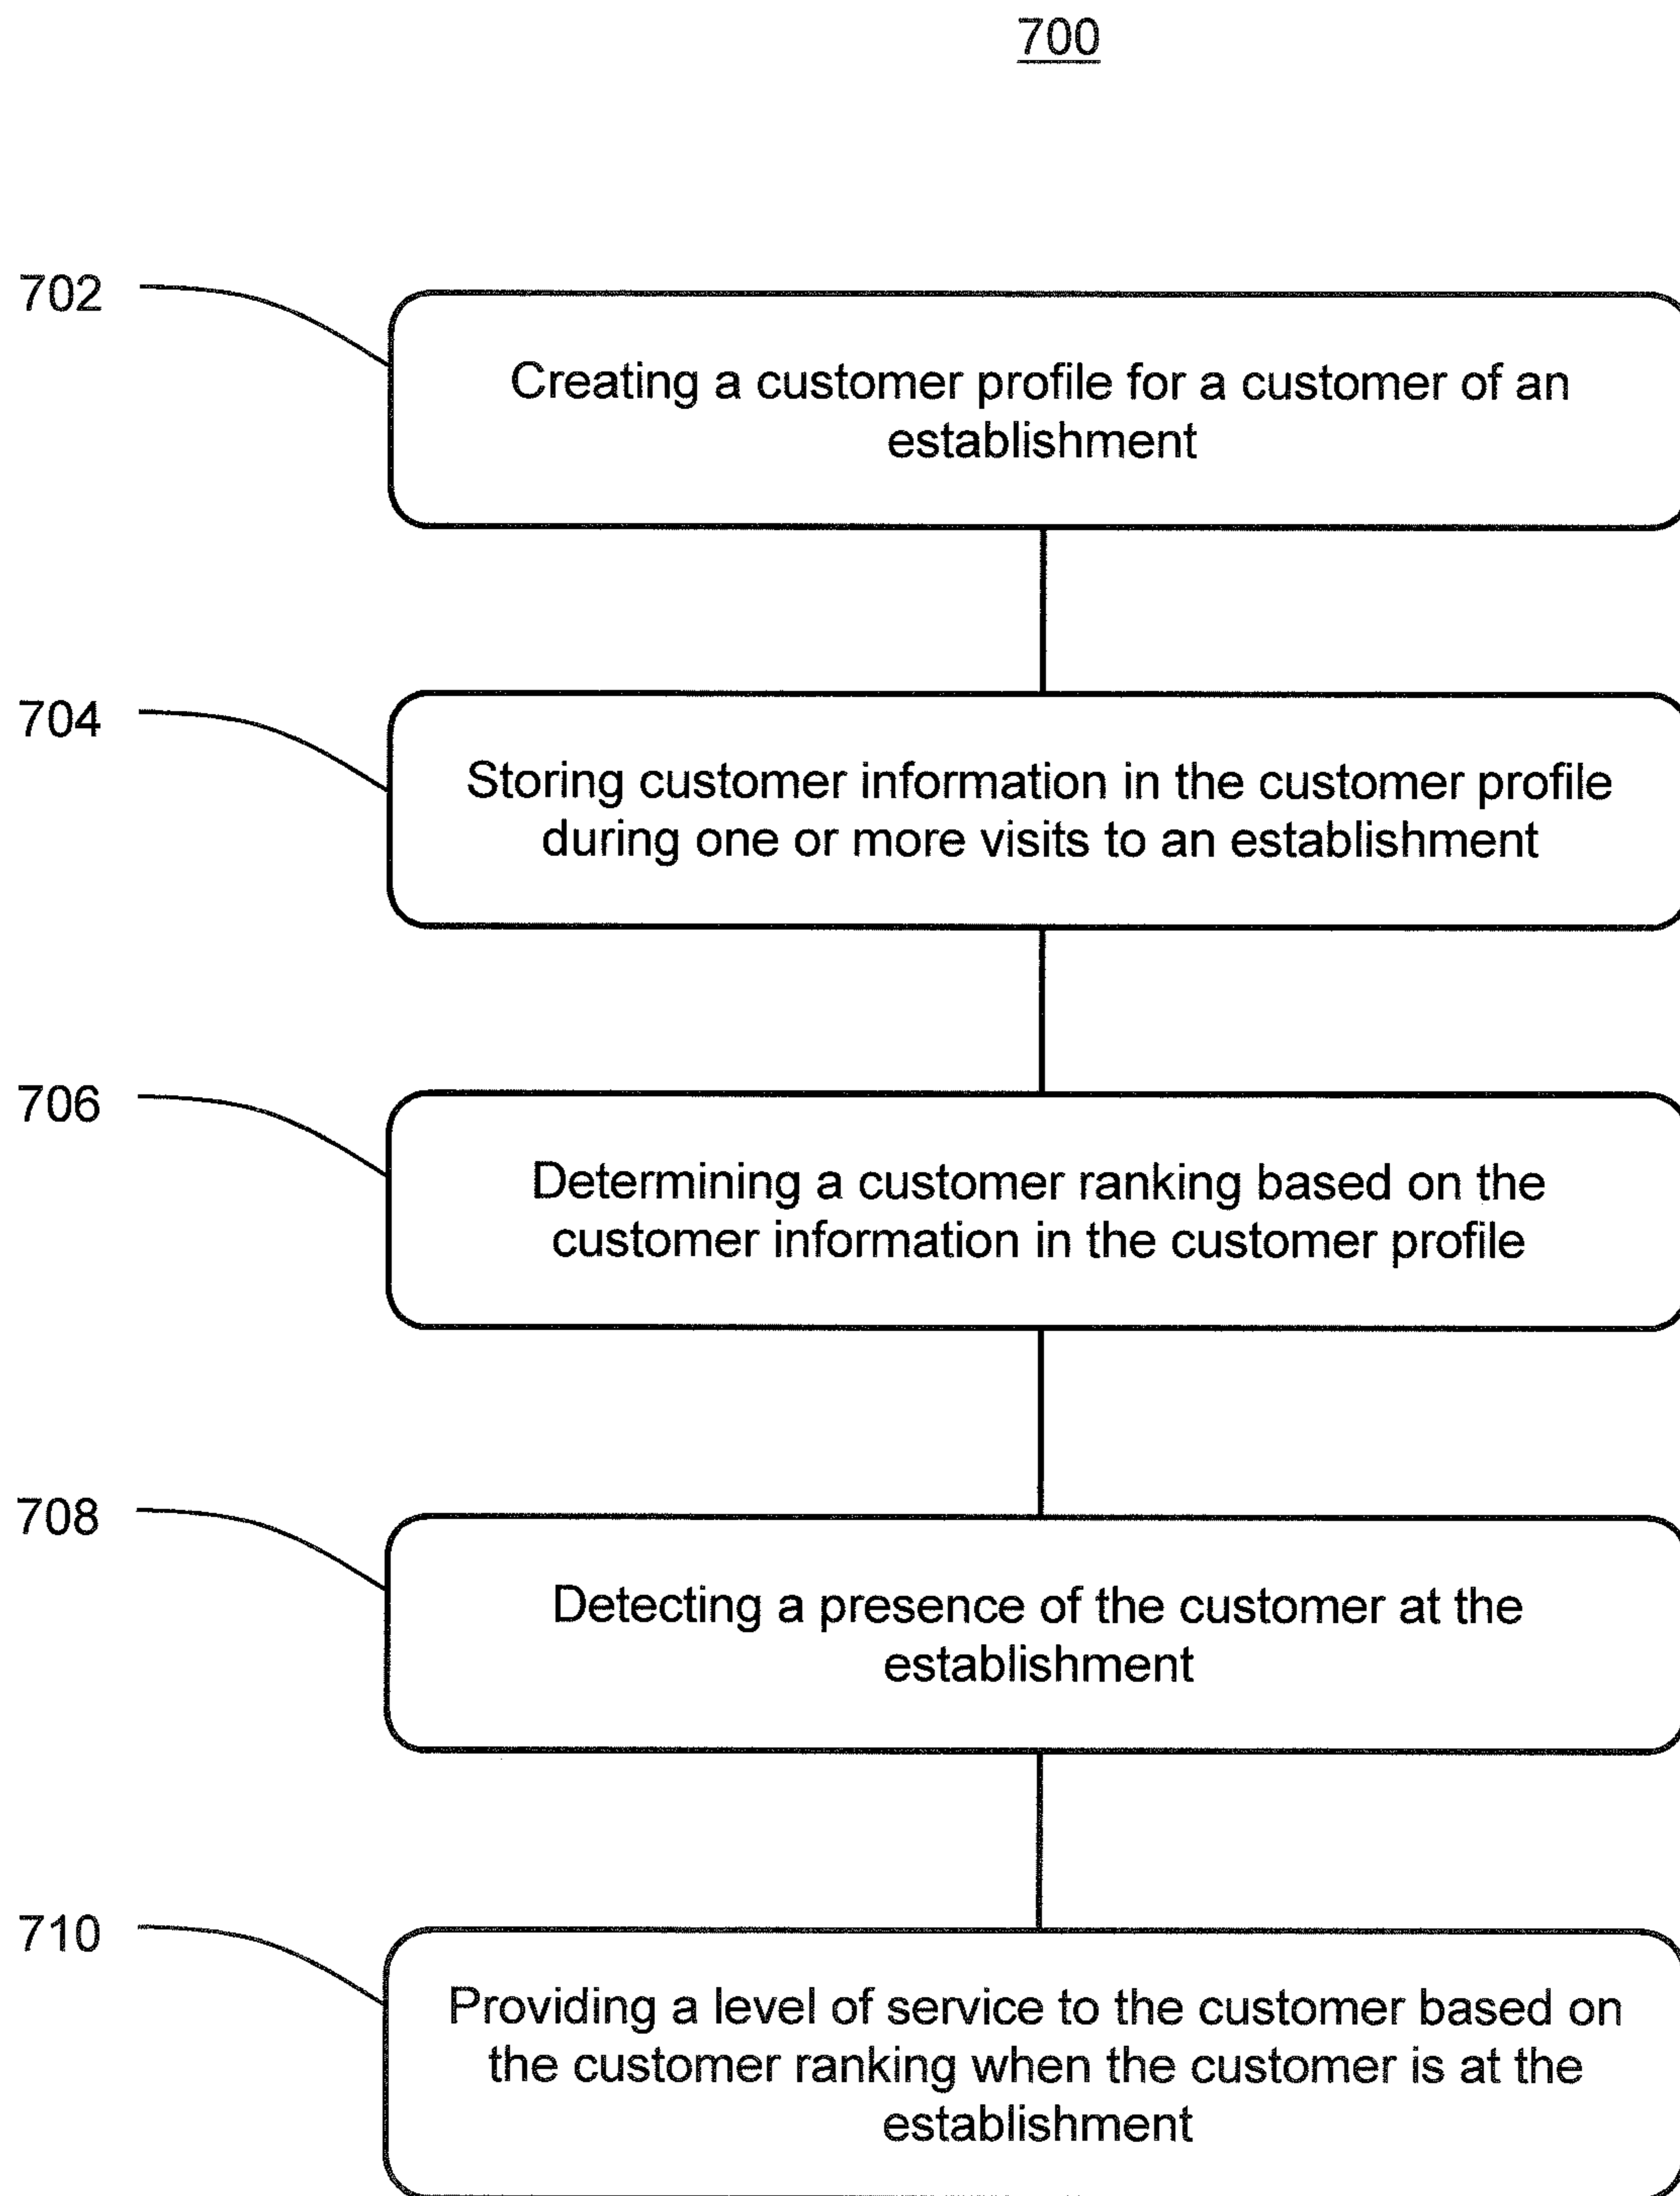 700
702
Creating a customer profile for a customer of an
establishment
704
Storing customer information in the customer profile
during one or more visits to an establishment
706
Determining a customer ranking based on the
customer information in the customer profile
708
Detecting a presence of the customer at the
establishment
710
Providing a level of service to the customer based on
the customer ranking when the customer is at the
establishment